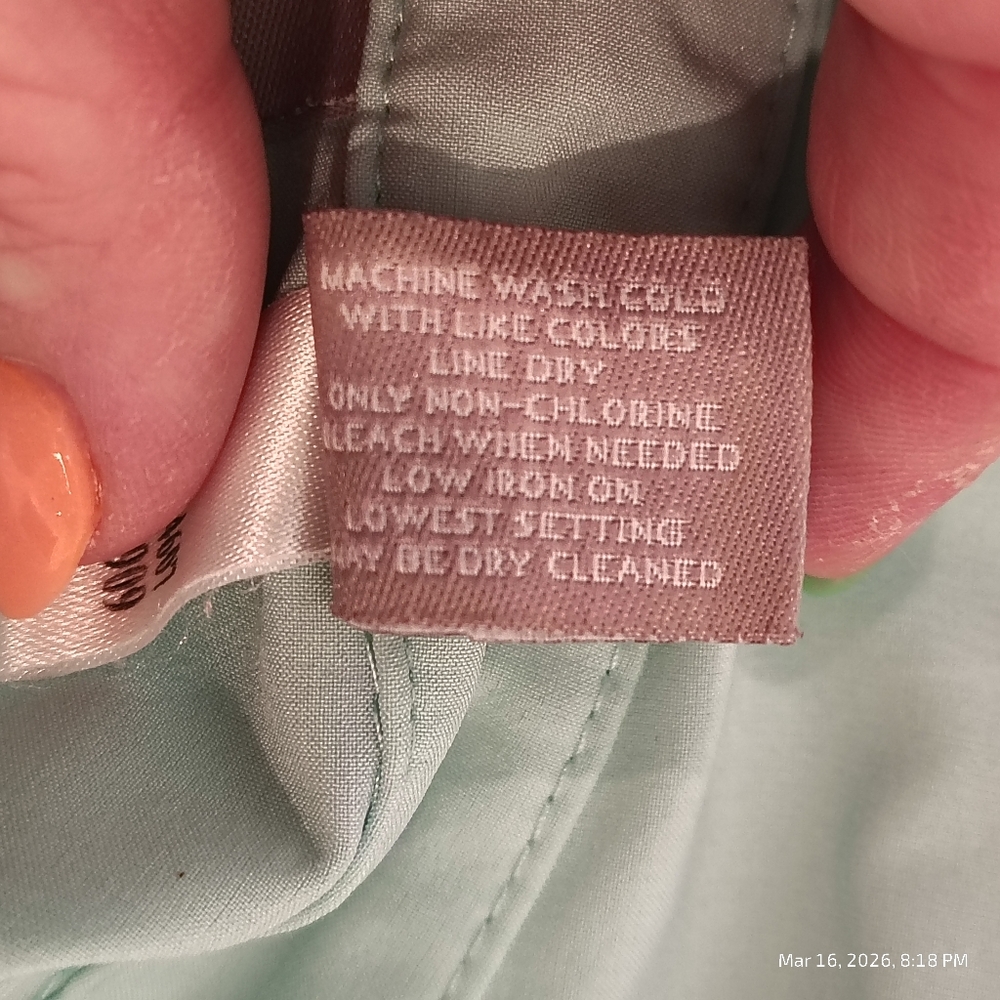 MACHINE WASH COLD
WITH LIKE COLORS
LINE DRY
ONLY NON-CHLORINE
BLEACH WHEN NEEDED
LOW IRON ON
LOWEST SETTING
MAY BE DRY CLEANED
Mar 16, 2026, 8:18 PM